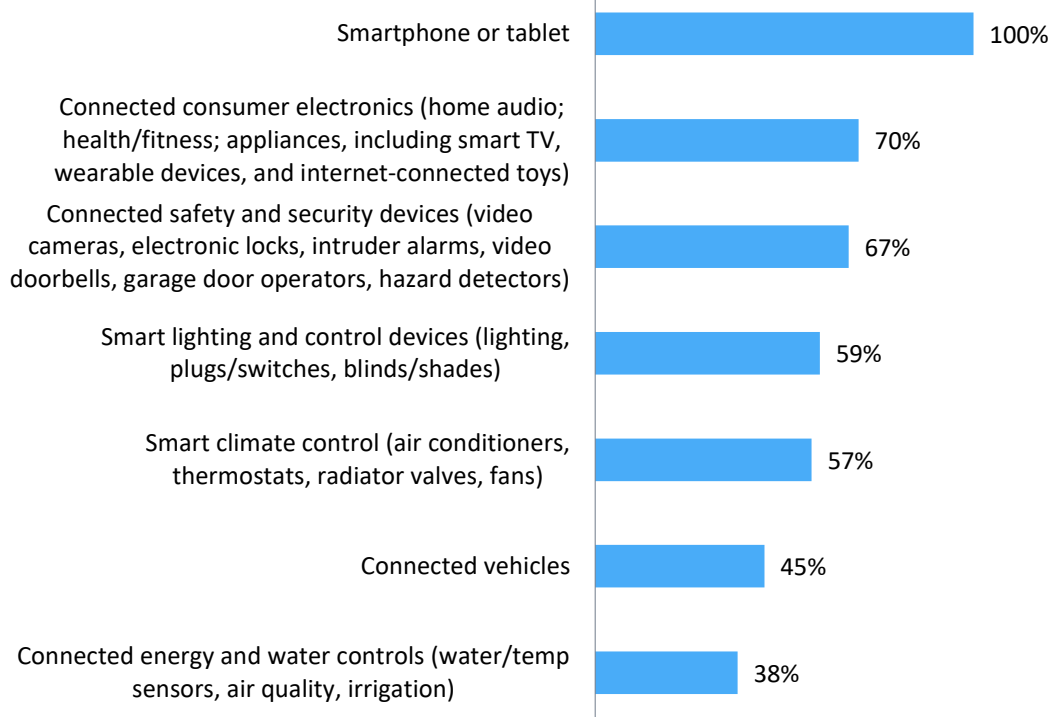 Smartphone or tablet
100%
Connected consumer electronics (home audio;
health/fitness; appliances, including smart TV,
wearable devices, and internet-connected toys)
70%
Connected safety and security devices (video
cameras, electronic locks, intruder alarms, video
doorbells, garage door operators, hazard detectors)
67%
Smart lighting and control devices (lighting,
plugs/switches, blinds/shades)
59%
Smart climate control (air conditioners,
thermostats, radiator valves, fans)
57%
Connected vehicles
45%
Connected energy and water controls (water/temp
sensors, air quality, irrigation)
38%